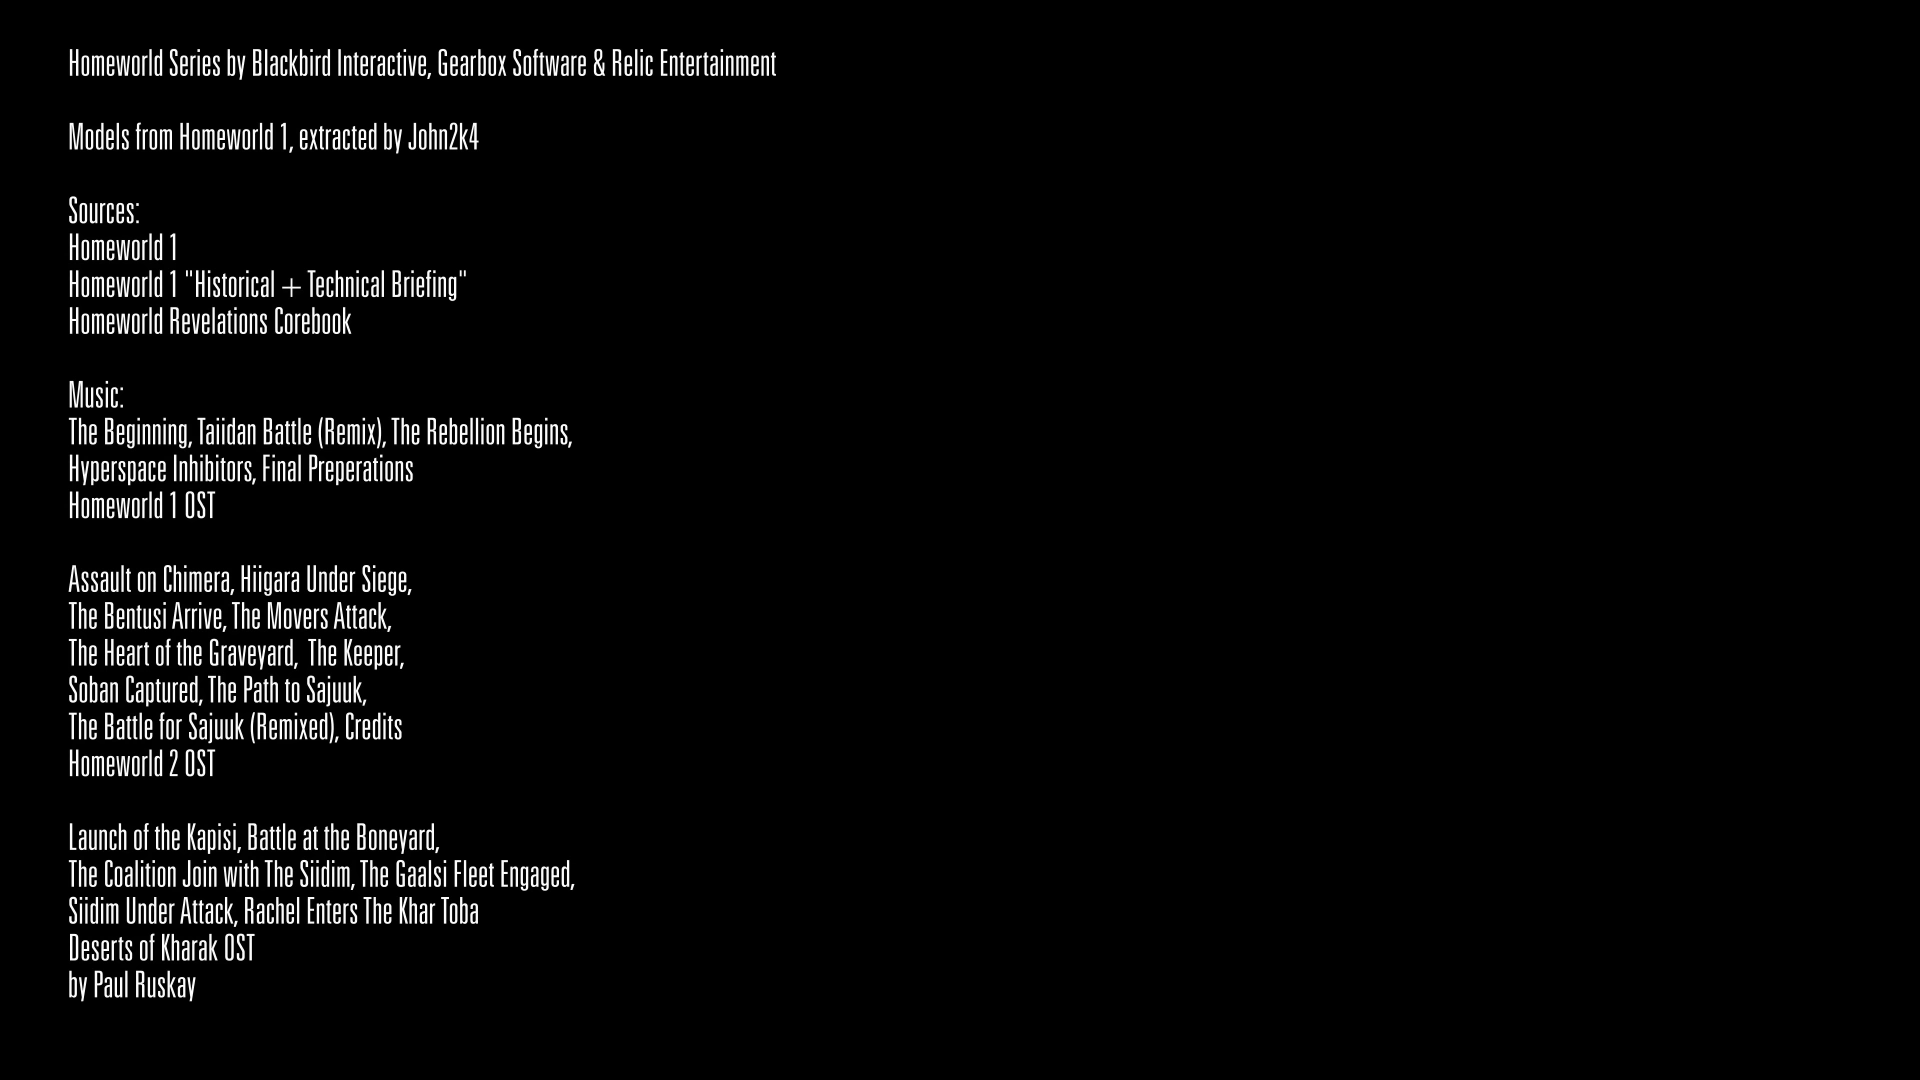 Homeworld Series by Blackbird Interactive, Gearbox Software & Relic Entertainment
Models from Homeworld 1, extracted by John2k4
Sources:
Homeworld 1
Homeworld 1 "Historical + Technical Briefing"
Homeworld Revelations Corebook
Music:
The Beginning, Taiidan Battle (Remix), The Rebellion Begins,
Hyperspace Inhibitors, Final Preperations
Homeworld 1 OST
Assault on Chimera, Hiigara Under Siege,
The Bentusi Arrive, The Movers Attack,
The Heart of the Graveyard,  The Keeper,
Soban Captured, The Path to Sajuuk,
The Battle for Sajuuk (Remixed), Credits
Homeworld 2 OST
Launch of the Kapisi, Battle at the Boneyard,
The Coalition Join with The Siidim, The Gaalsi Fleet Engaged,
Siidim Under Attack, Rachel Enters The Khar Toba
Deserts of Kharak OST
by Paul Ruskay